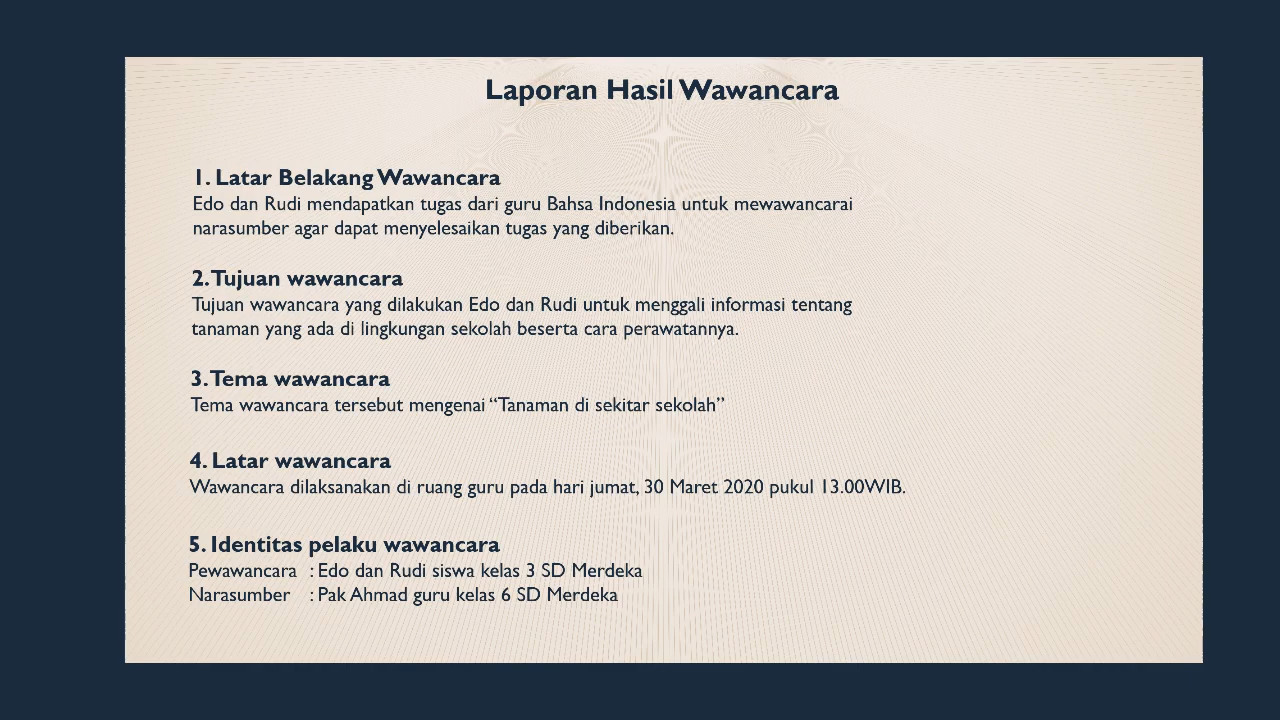 Laporan Hasil Wawancara
1. Latar Belakang Wawancara
Edo dan Rudi mendapatkan tugas dari guru Bahsa Indonesia untuk mewawancarai
narasumber agar dapat menyelesaikan tugas yang diberikan.
2. Tujuan wawancara
Tujuan wawancara yang dilakukan Edo dan Rudi untuk menggali informasi tentang
tanaman yang ada di lingkungan sekolah beserta cara perawatannya.
3. Tema wawancara
Tema wawancara tersebut mengenai “Tanaman di sekitar sekolah”
4. Latar wawancara
Wawancara dilaksanakan di ruang guru pada hari jumat, 30 Maret 2020 pukul 13.00WIB.
5. Identitas pelaku wawancara
Pewawancara : Edo dan Rudi siswa kelas 3 SD Merdeka
Narasumber : Pak Ahmad guru kelas 6 SD Merdeka